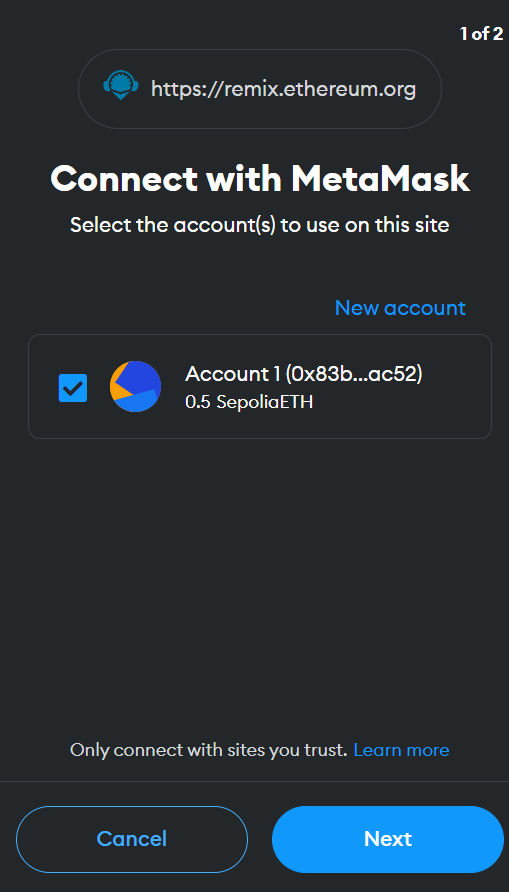 1 of 2
https://remix.ethereum.org
Connect with MetaMask
Select the account(s) to use on this site
New account
Account 1 (0x83b...ac52)
0.5 SepoliaETH
Only connect with sites you trust. Learn more
Cancel
Next